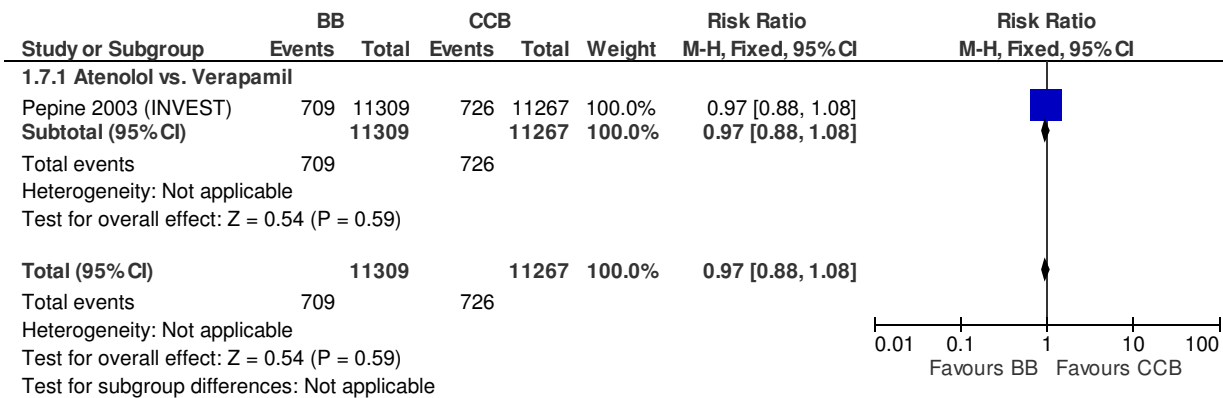 BB CCB Risk Ratio Risk Ratio
Study or Subgroup Events Total Events Total Weight M-H, Fixed, 95% CI M-H, Fixed, 95% CI
1.7.1 Atenolol vs. Verapamil
Pepine 2003 (INVEST) 709 11309 726 11267 100.0% 0.97 [0.88, 1.08]
Subtotal (95% CI) 11309 11267 100.0% 0.97 [0.88, 1.08]
Total events 709 726
Heterogeneity: Not applicable
Test for overall effect: Z = 0.54 (P = 0.59)
Total (95% CI) 11309 11267 100.0% 0.97 [0.88, 1.08]
Total events 709 726
Heterogeneity: Not applicable
Test for overall effect: Z = 0.54 (P = 0.59)
Test for subgroup differences: Not applicable
0.01 0.1 1 10 100
Favours BB Favours CCB